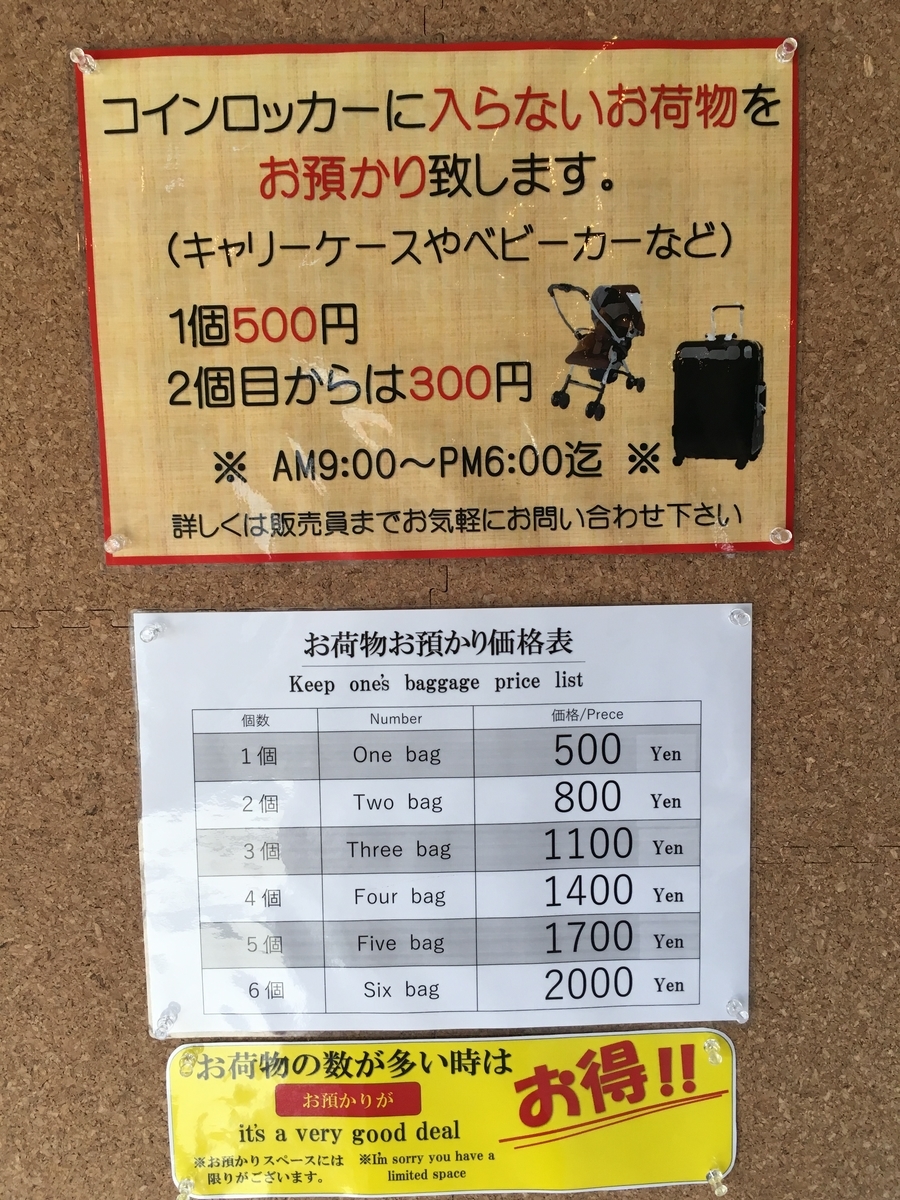 コインロッカーに入らないお荷物を
お預かり致します。
（キャリーケースやベビーカーなど）
1個500円
2個目からは300円
※ AM9:00～PM6:00迄 ※
詳しくは販売員までお気軽にお問い合わせ下さい
お荷物お預かり価格表
Keep one's baggage price list
個数 Number 価格/Prece
1個 One bag 500 Yen
2個 Two bag 800 Yen
3個 Three bag 1100 Yen
4個 Four bag 1400 Yen
5個 Five bag 1700 Yen
6個 Six bag 2000 Yen
お荷物の数が多い時は
お預かりが
お得!!
it's a very good deal
※お預かりスペースには
限りがございます。
※I'm sorry you have a
limited space